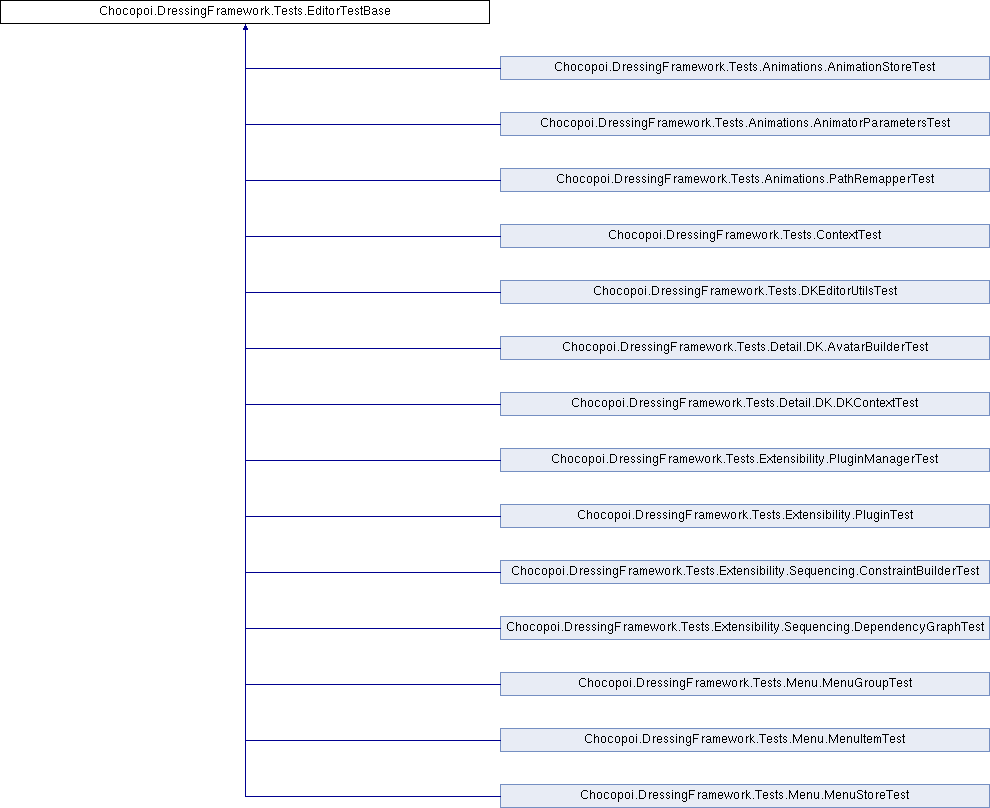 Chocopoi.DressingFramework.Tests.EditorTestBase
Chocopoi.DressingFramework.Tests.Animations.AnimationStoreTest
Chocopoi.DressingFramework.Tests.Animations.AnimatorParametersTest
Chocopoi.DressingFramework.Tests.Animations.PathRemapperTest
Chocopoi.DressingFramework.Tests.ContextTest
Chocopoi.DressingFramework.Tests.DKEditorUtilsTest
Chocopoi.DressingFramework.Tests.Detail.DK.AvatarBuilderTest
Chocopoi.DressingFramework.Tests.Detail.DK.DKContextTest
Chocopoi.DressingFramework.Tests.Extensibility.PluginManagerTest
Chocopoi.DressingFramework.Tests.Extensibility.PluginTest
Chocopoi.DressingFramework.Tests.Extensibility.Sequencing.ConstraintBuilderTest
Chocopoi.DressingFramework.Tests.Extensibility.Sequencing.DependencyGraphTest
Chocopoi.DressingFramework.Tests.Menu.MenuGroupTest
Chocopoi.DressingFramework.Tests.Menu.MenuItemTest
Chocopoi.DressingFramework.Tests.Menu.MenuStoreTest